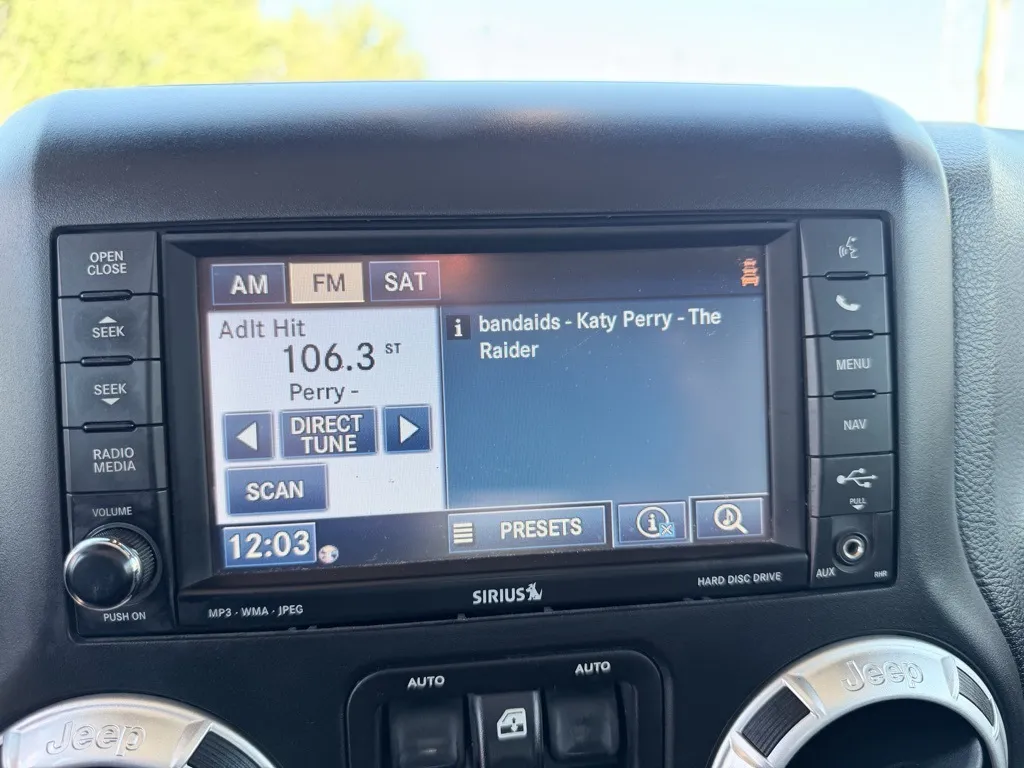 OPEN
CLOSE
SEEK
SEEK
RADIO
MEDIA
VOLUME
PUSH ON
AM
FM
SAT
Adlt Hit
106.3 ST
Perry -
DIRECT
TUNE
SCAN
12:03
i bandaids - Katy Perry - The
Raider
PRESETS
i
MENU
NAV
PULL
AUX
RHR
MP3 · WMA · JPEG
SIRIUS
HARD DISC DRIVE
AUTO
AUTO
Jeep
Jeep